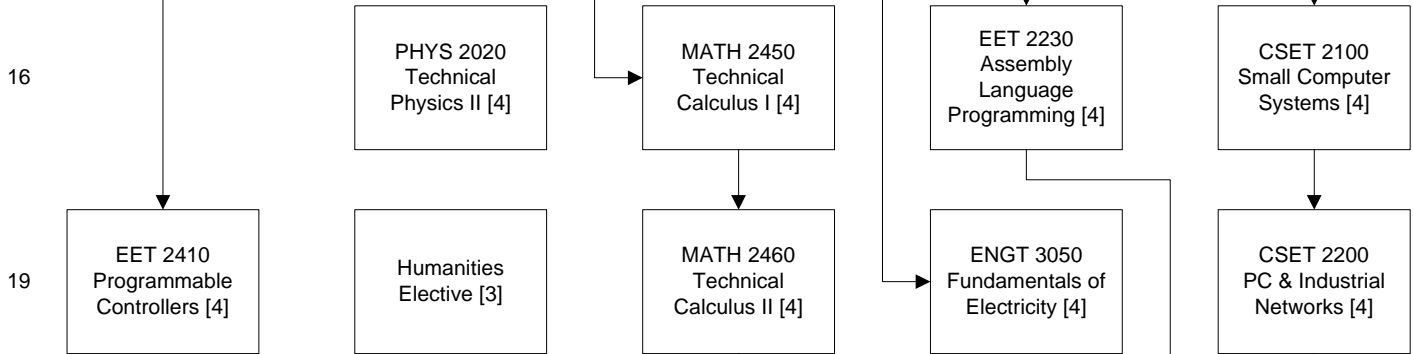 16
PHYS 2020
Technical
Physics II [4]
MATH 2450
Technical
Calculus I [4]
EET 2230
Assembly
Language
Programming [4]
CSET 2100
Small Computer
Systems [4]
19
EET 2410
Programmable
Controllers [4]
Humanities
Elective [3]
MATH 2460
Technical
Calculus II [4]
ENGT 3050
Fundamentals of
Electricity [4]
CSET 2200
PC & Industrial
Networks [4]